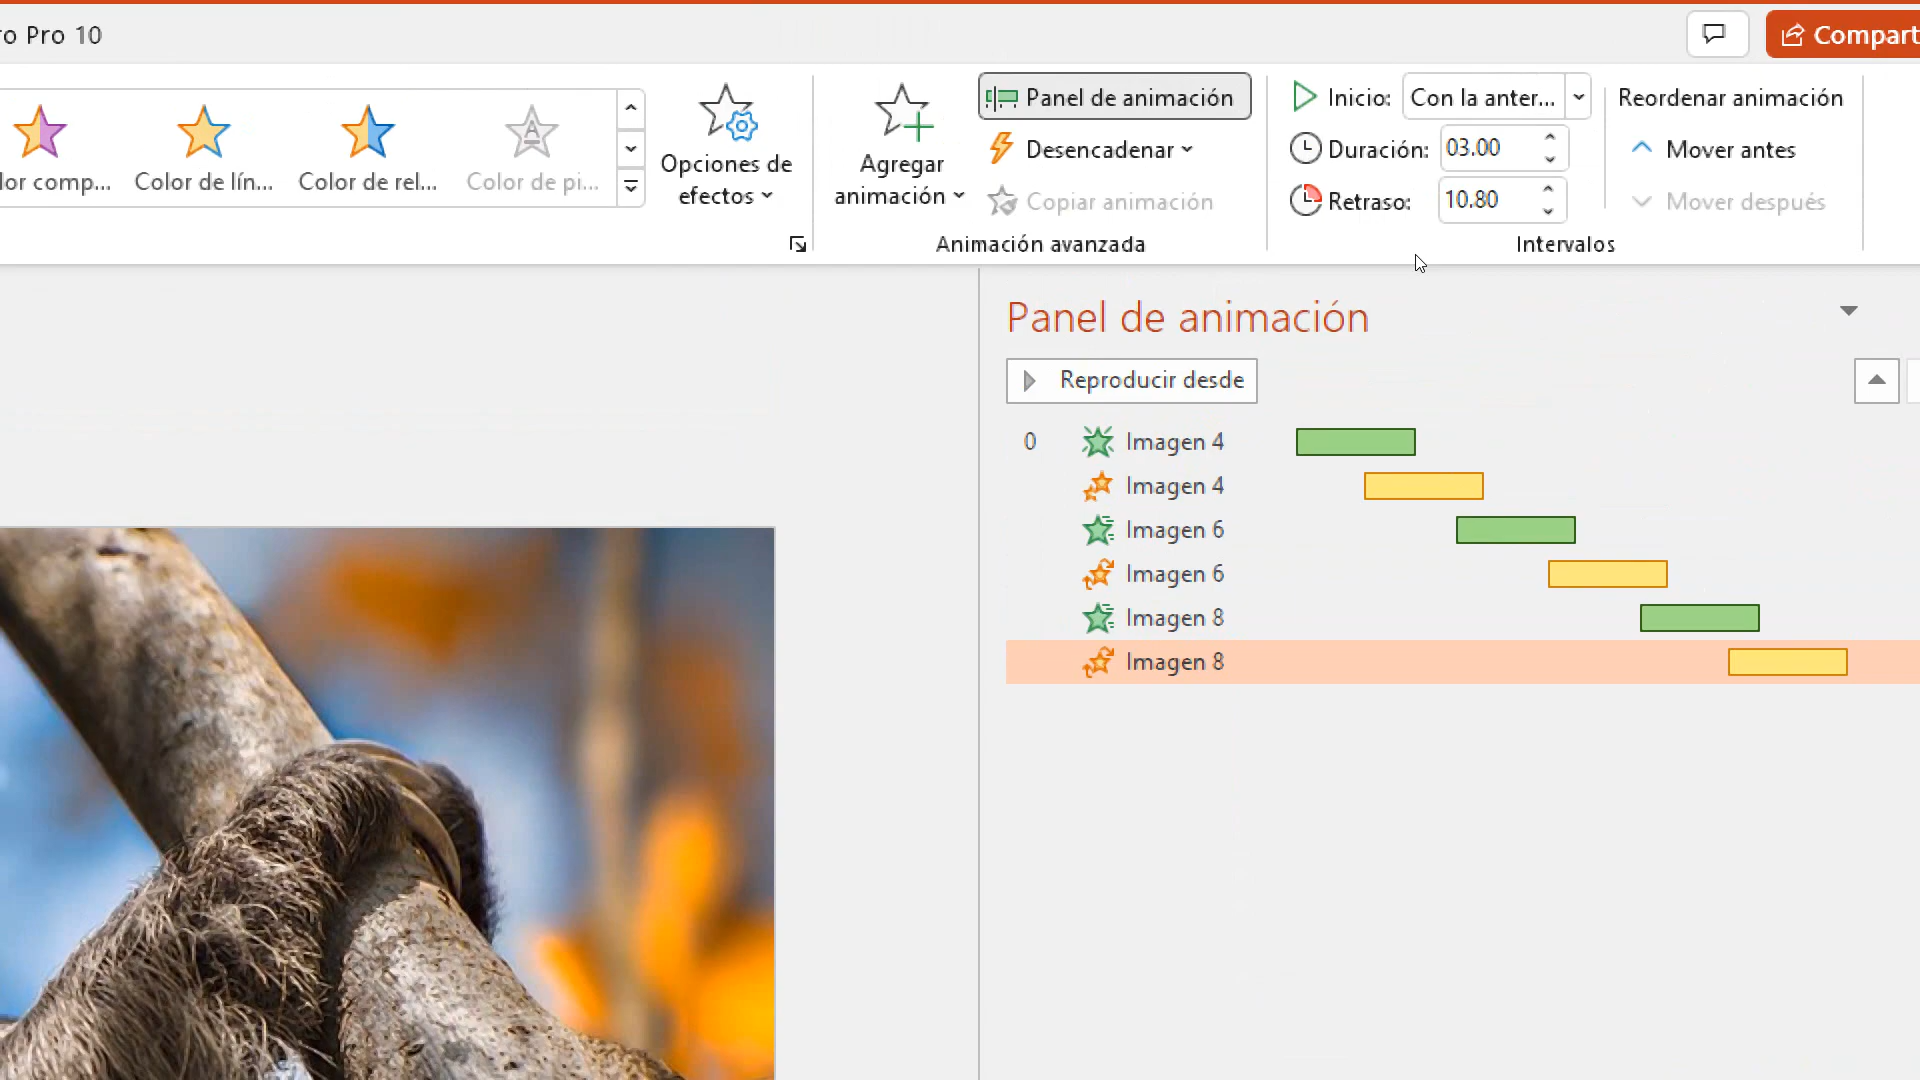 ro Pro 10
Compart
lor comp...
Color de lín...
Color de rel...
Color de pi...
Opciones de
efectos
Agregar
animación
Panel de animación
Desencadenar
Copiar animación
Animación avanzada
Inicio: Con la anter...
Duración: 03.00
Retraso: 10.80
Reordenar animación
Mover antes
Mover después
Intervalos
Panel de animación
Reproducir desde
0 Imagen 4
Imagen 4
Imagen 6
Imagen 6
Imagen 8
Imagen 8